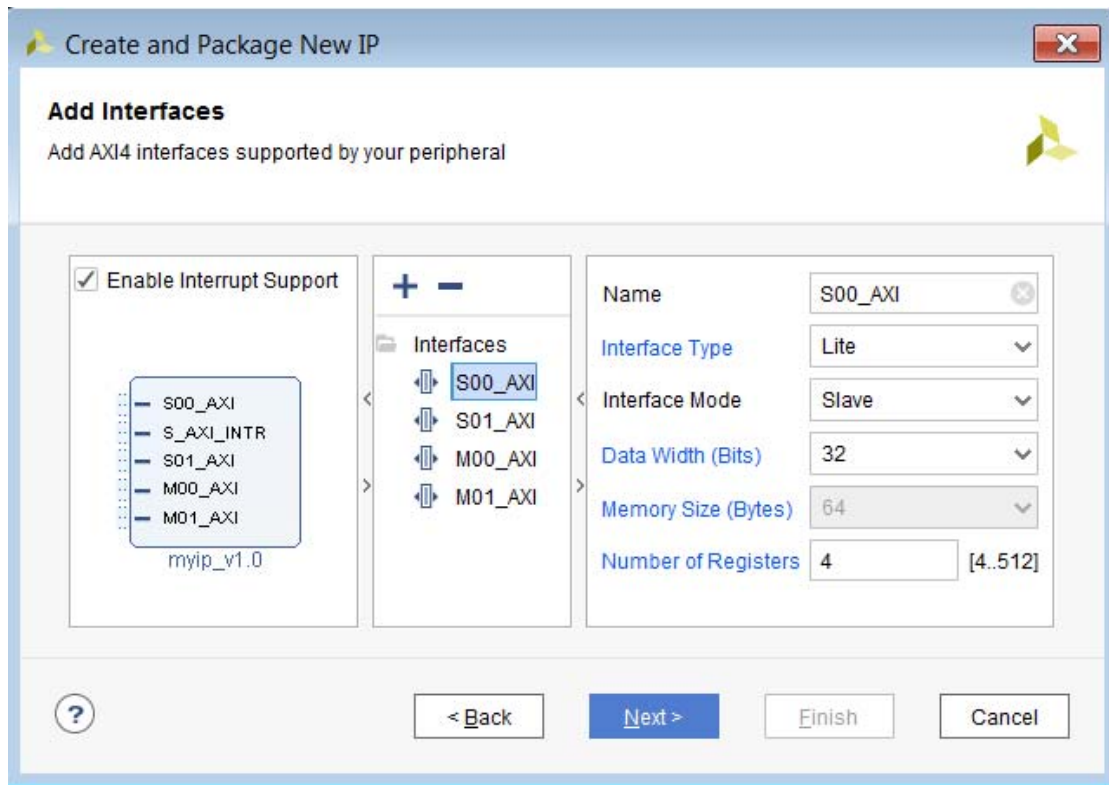 Create and Package New IP
Add Interfaces
Add AXI4 interfaces supported by your peripheral
Enable Interrupt Support
S00_AXI
S_AXI_INTR
S01_AXI
M00_AXI
M01_AXI
myip_v1.0
Interfaces
S00_AXI
S01_AXI
M00_AXI
M01_AXI
Name S00_AXI
Interface Type Lite
Interface Mode Slave
Data Width (Bits) 32
Memory Size (Bytes) 64
Number of Registers 4 [4..512]
? < Back Next > Finish Cancel